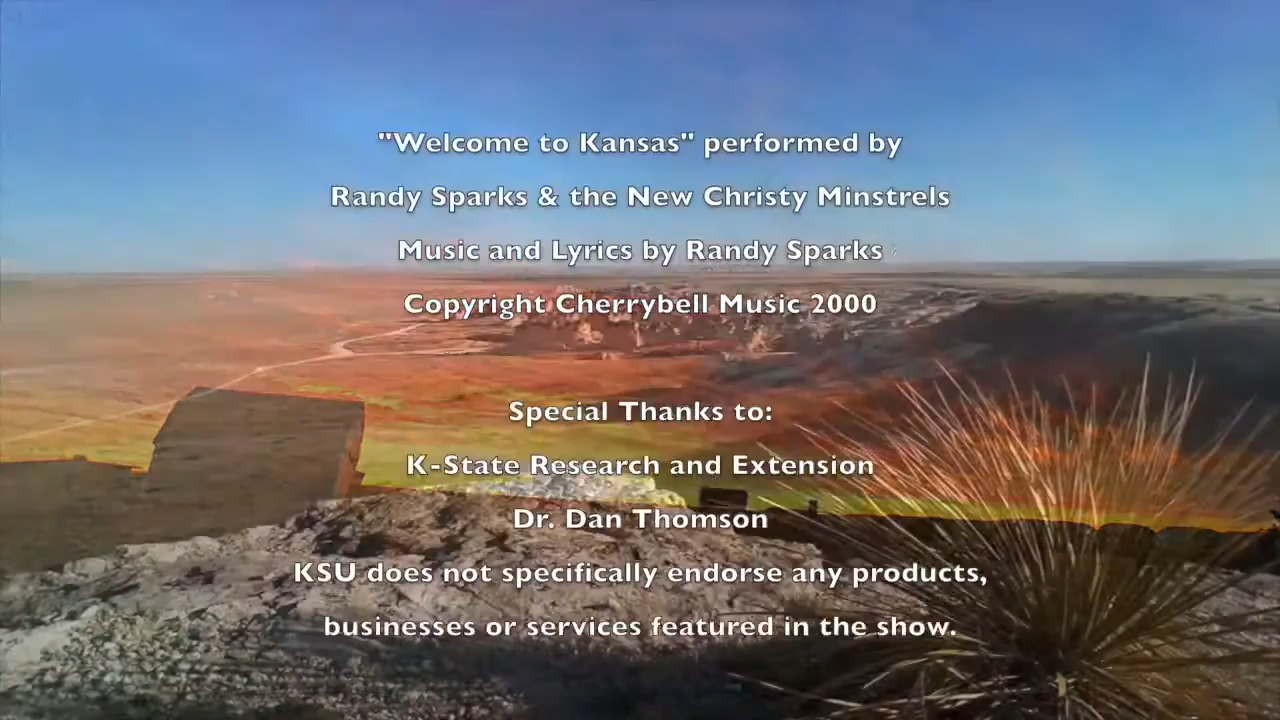 "Welcome to Kansas" performed by
Randy Sparks & the New Christy Minstrels
Music and Lyrics by Randy Sparks
Copyright Cherrybell Music 2000
Special Thanks to:
K-State Research and Extension
Dr. Dan Thomson
KSU does not specifically endorse any products,
businesses or services featured in the show.